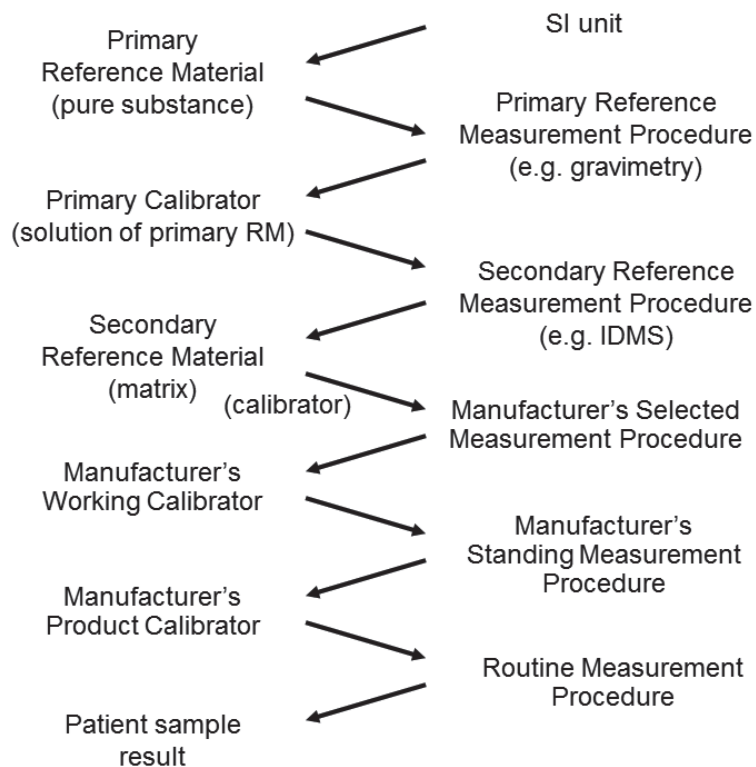 SI unit
Primary
Reference Material
(pure substance)
Primary Reference
Measurement Procedure
(e.g. gravimetry)
Primary Calibrator
(solution of primary RM)
Secondary Reference
Measurement Procedure
(e.g. IDMS)
Secondary
Reference Material
(matrix)
(calibrator)
Manufacturer’s Selected
Measurement Procedure
Manufacturer’s
Working Calibrator
Manufacturer’s
Standing Measurement
Procedure
Manufacturer’s
Product Calibrator
Routine Measurement
Procedure
Patient sample
result